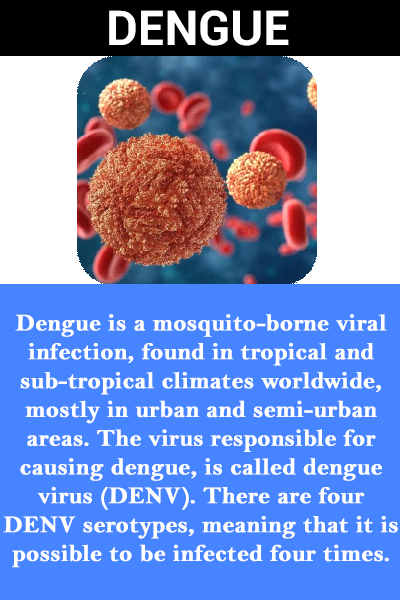 DENGUE
Dengue is a mosquito-borne viral
infection, found in tropical and
sub-tropical climates worldwide,
mostly in urban and semi-urban
areas. The virus responsible for
causing dengue, is called dengue
virus (DENV). There are four
DENV serotypes, meaning that it is
possible to be infected four times.